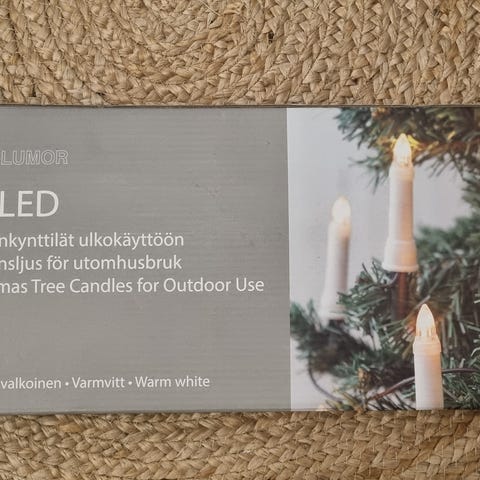 LUMOR
LED
nkynttilät ulkokäyttöön
nsljus för utomhusbruk
mas Tree Candles for Outdoor Use
valkoinen • Varmvitt • Warm white